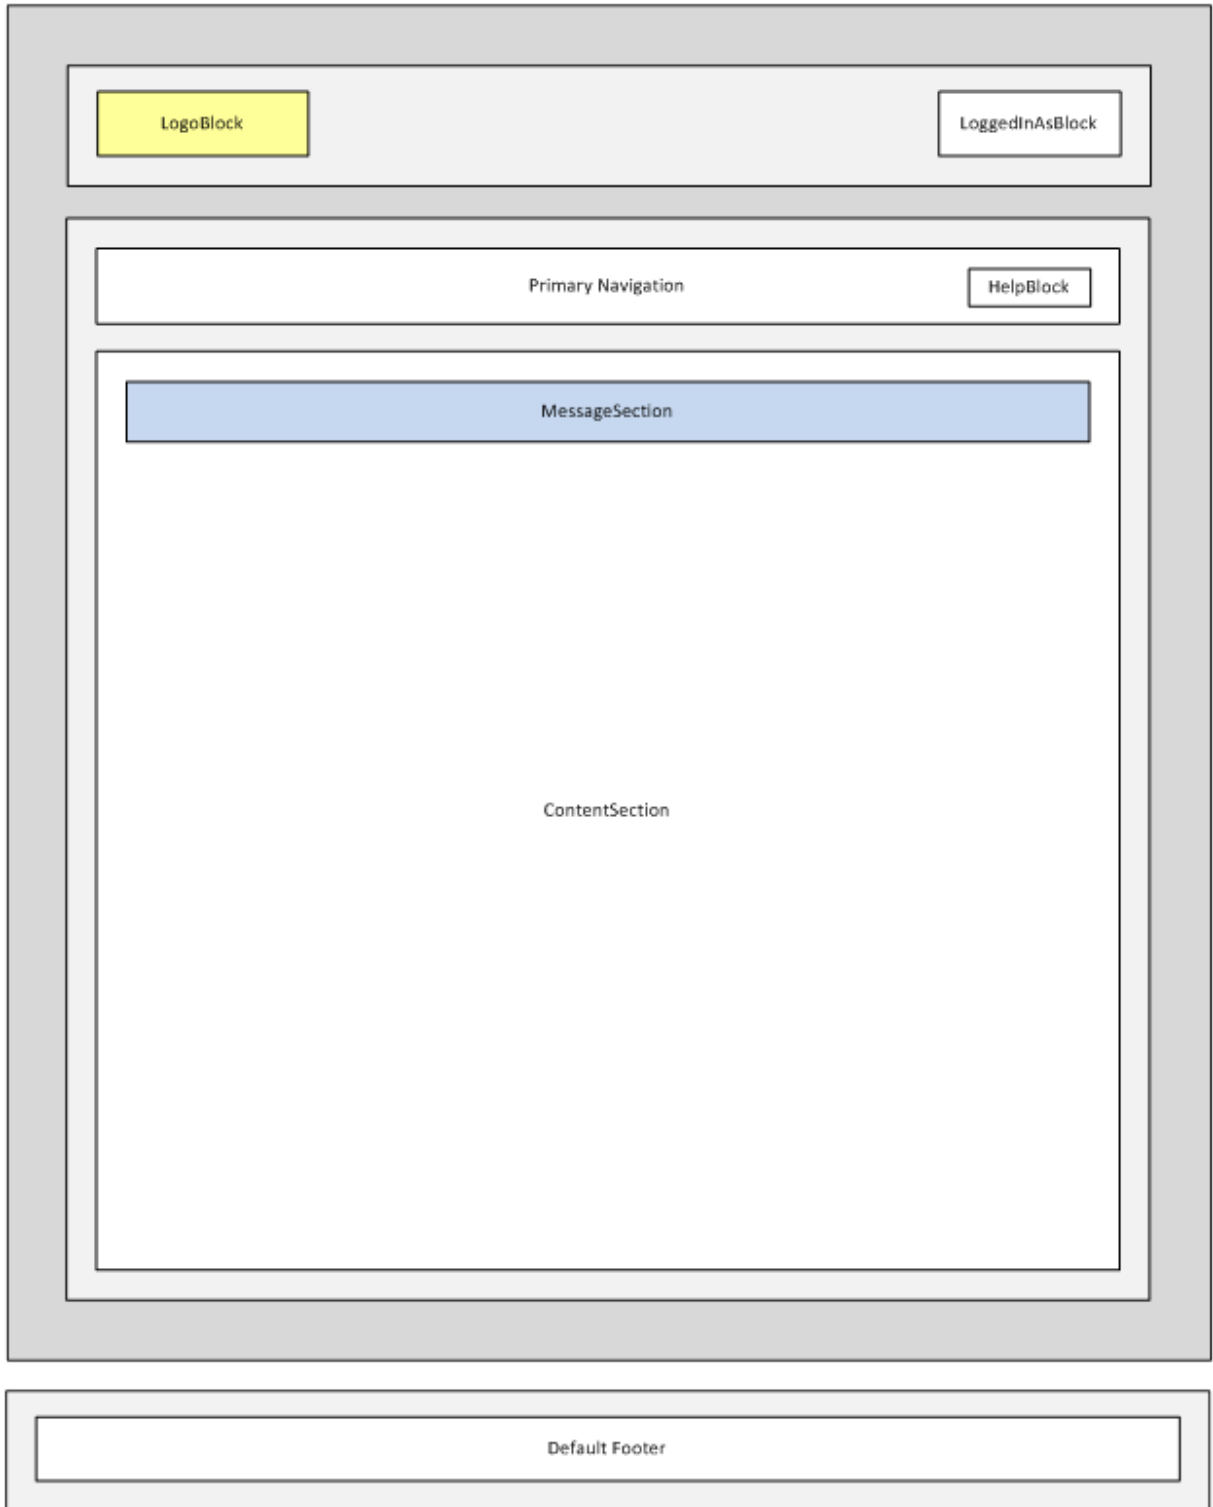 LogoBlock
LoggedInAsBlock
Primary Navigation
HelpBlock
MessageSection
ContentSection
Default Footer